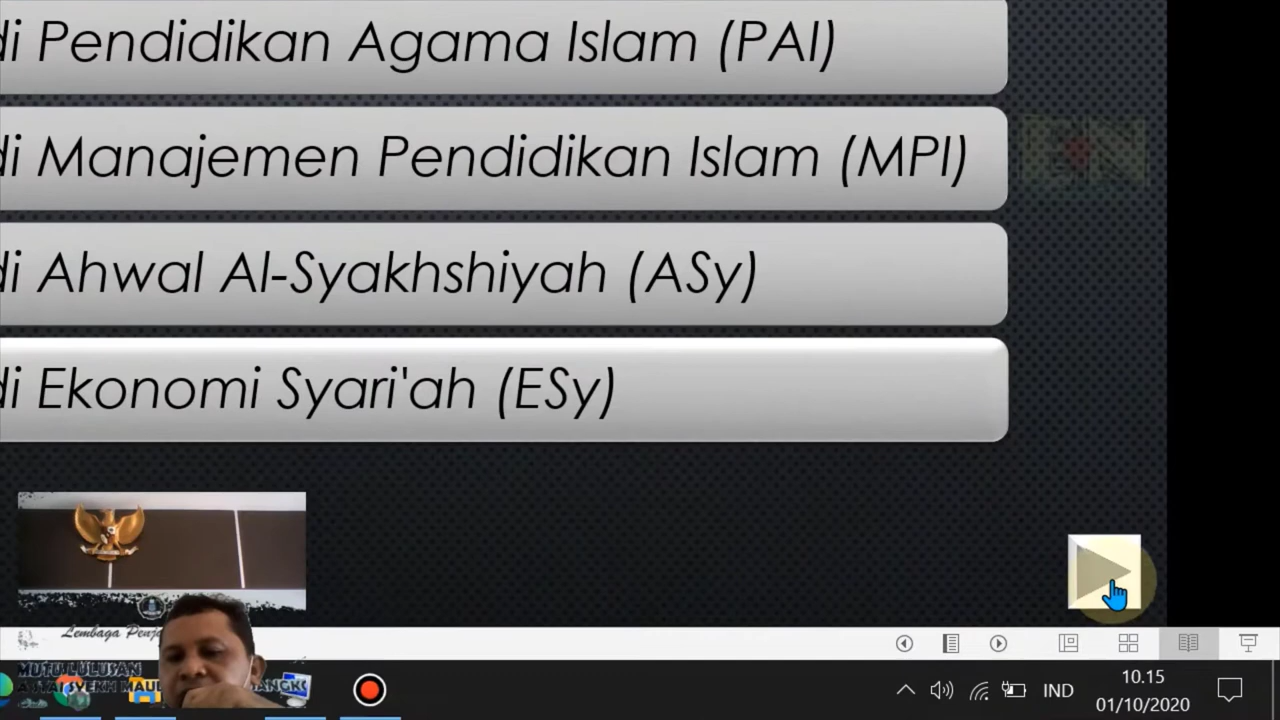 di Pendidikan Agama Islam (PAI)
di Manajemen Pendidikan Islam (MPI)
di Ahwal Al-Syakhshiyah (ASy)
di Ekonomi Syari'ah (ESy)
Lembaga
MUTU LULUSAN
SYEKH
IND
10.15
01/10/2020